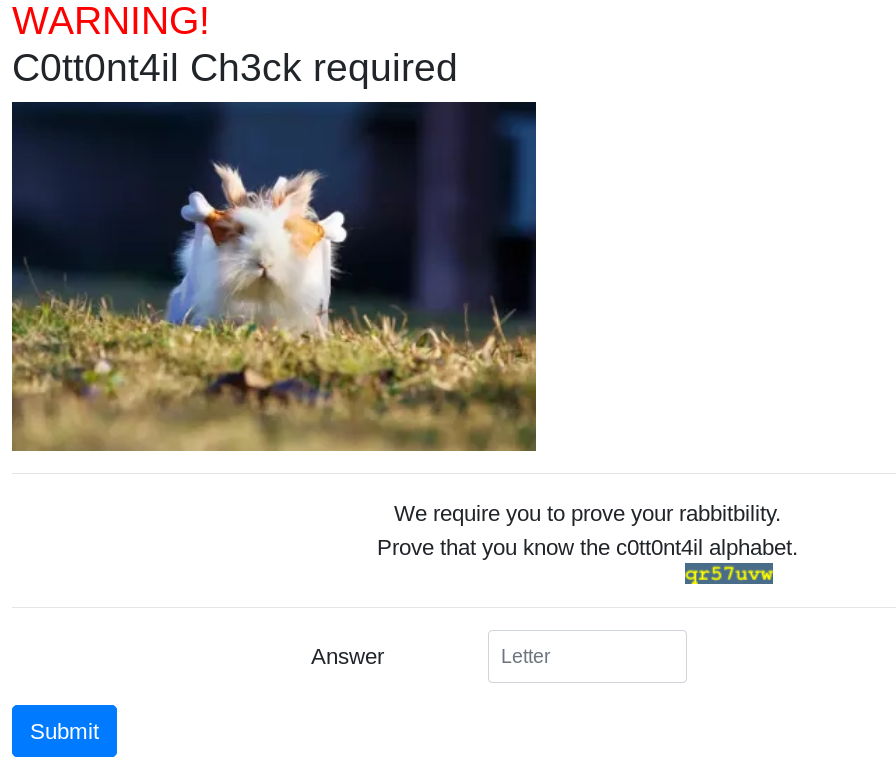 WARNING!
C0tt0nt4il Ch3ck required
We require you to prove your rabbitbility.
Prove that you know the c0tt0nt4il alphabet.
qr57uvw
Answer
Letter
Submit